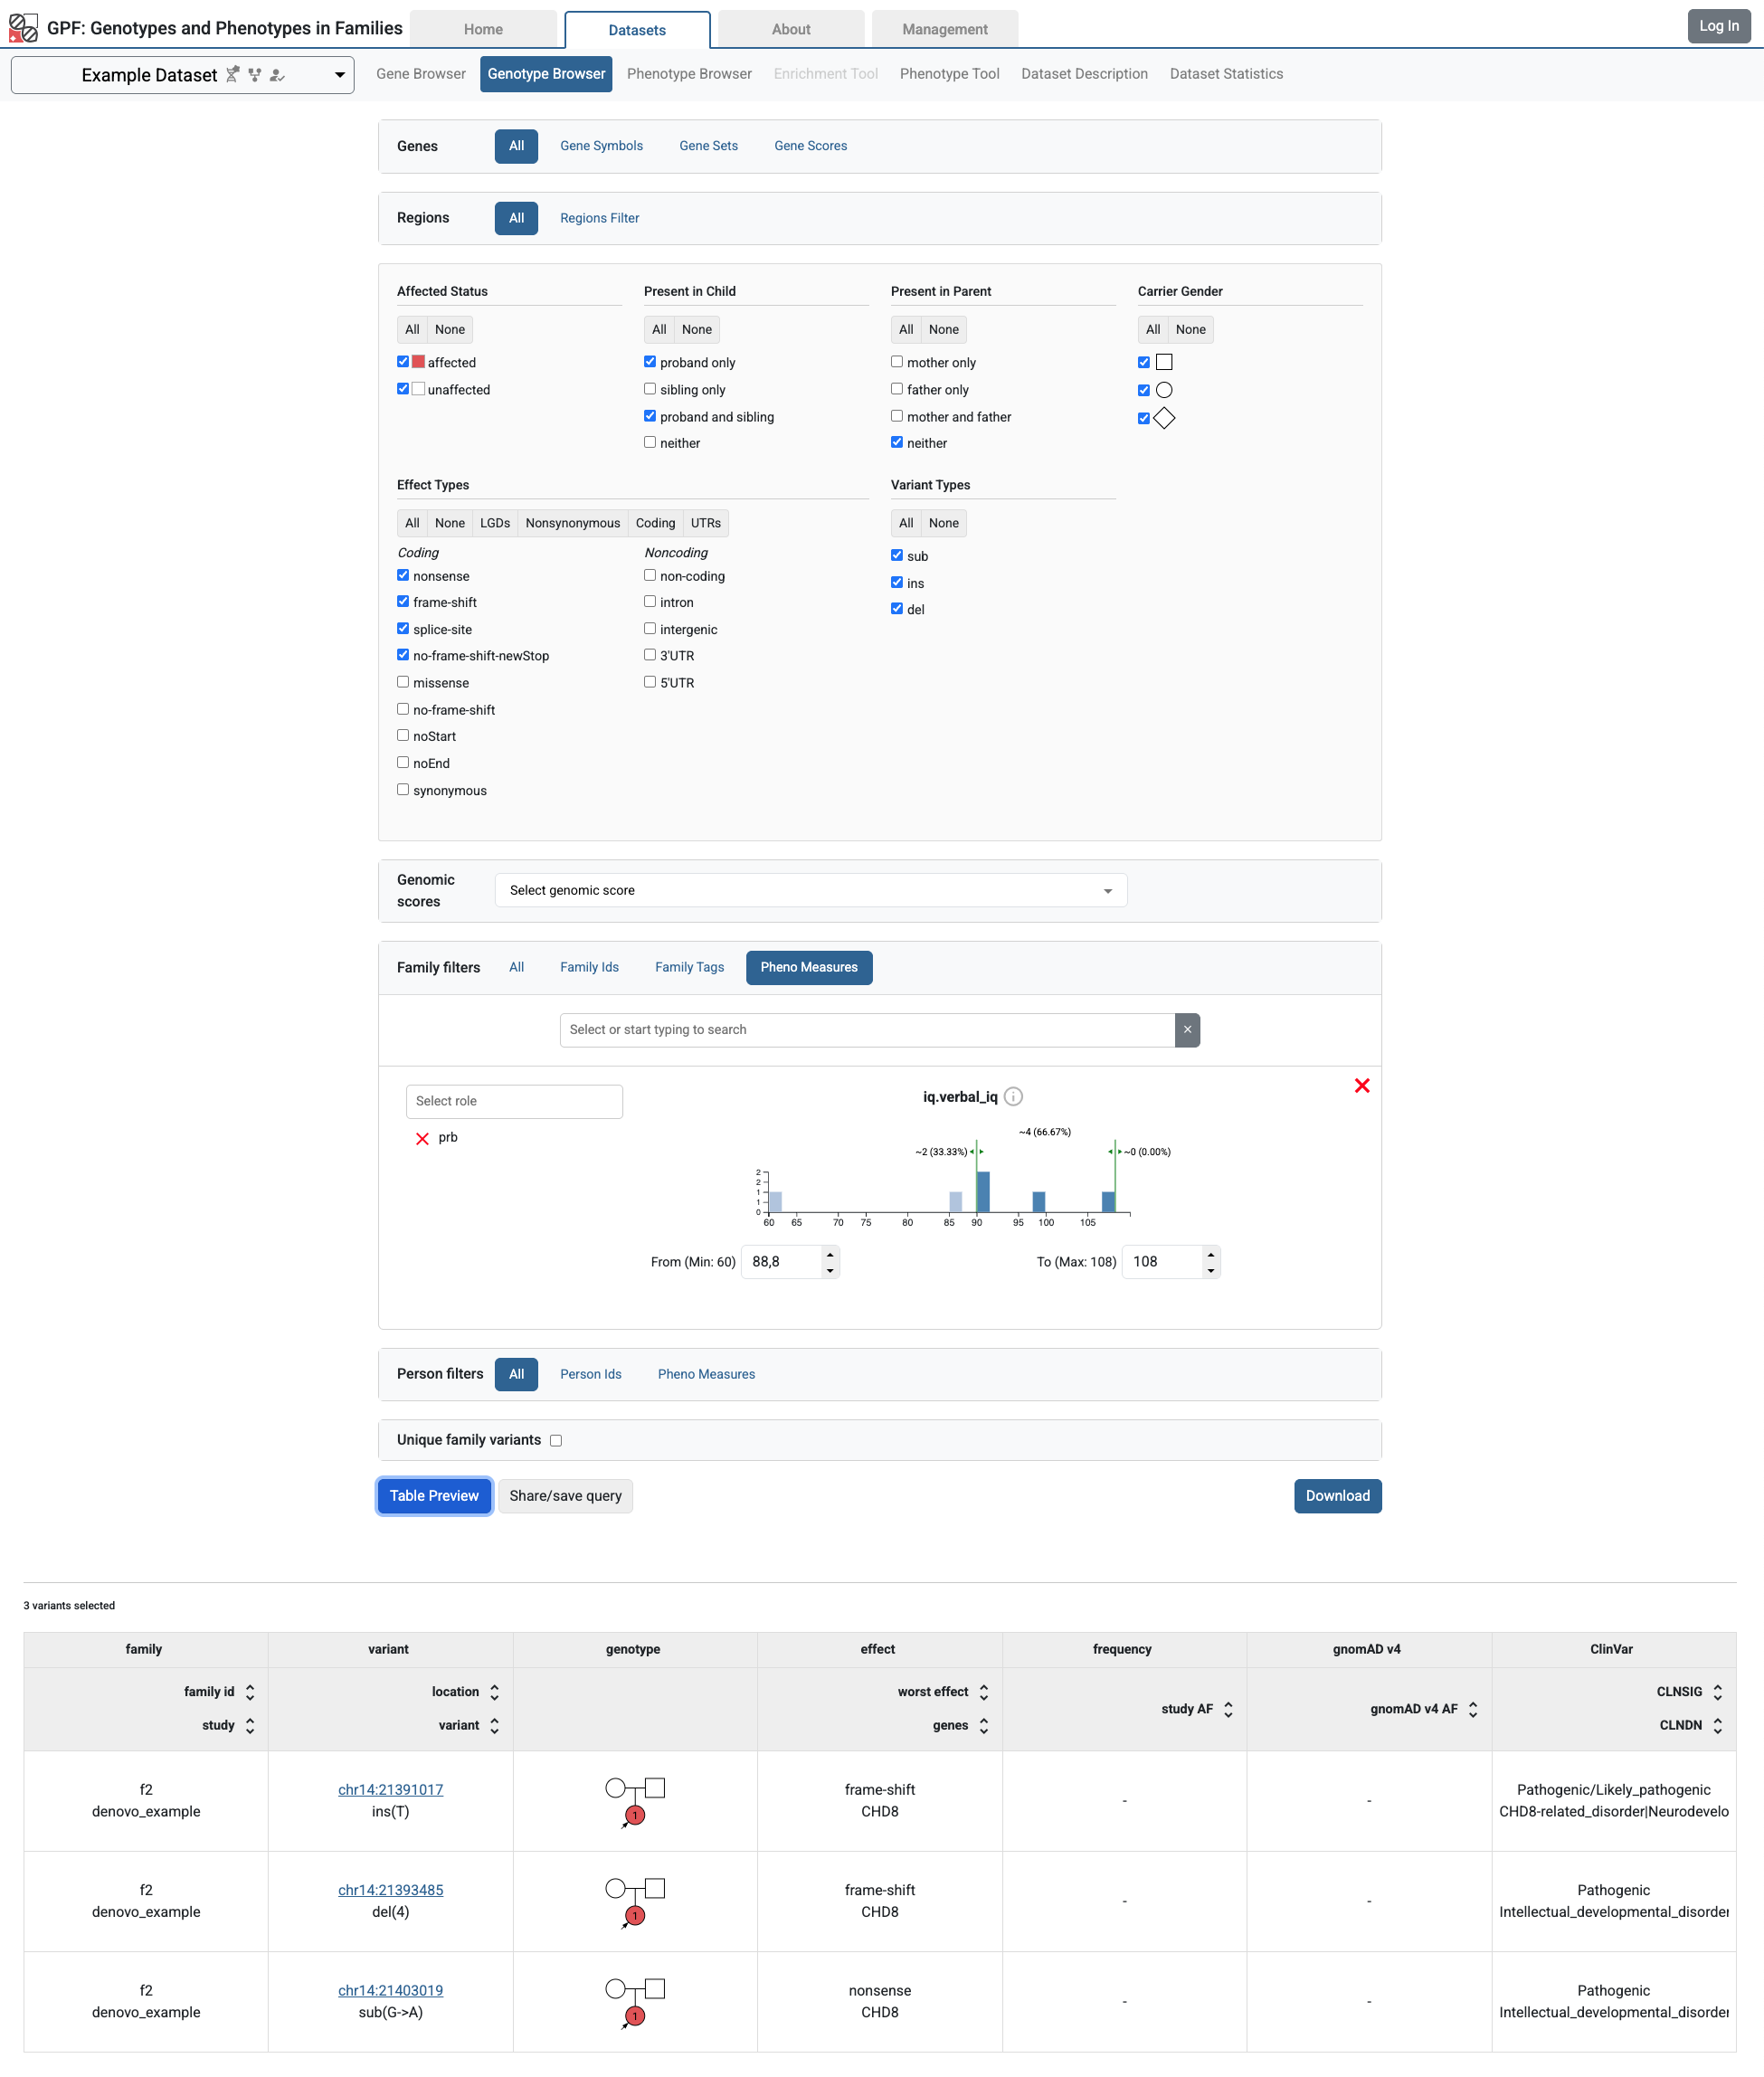 GPF: Genotypes and Phenotypes in Families Home Datasets About Management Log In
Example Dataset Gene Browser Genotype Browser Phenotype Browser Enrichment Tool Phenotype Tool Dataset Description Dataset Statistics
Genes All Gene Symbols Gene Sets Gene Scores
Regions All Regions Filter
Affected Status Present in Child Present in Parent Carrier Gender
All None All None All None All None
affected proband only mother only
unaffected sibling only father only
proband and sibling mother and father
neither neither
Effect Types Variant Types
All None LGDs Nonsynonymous Coding UTRs All None
Coding Noncoding sub
nonsense non-coding ins
frame-shift intron del
splice-site intergenic
no-frame-shift-newStop 3'UTR
missense 5'UTR
no-frame-shift
noStart
noEnd
synonymous
Genomic scores Select genomic score
Family filters All Family Ids Family Tags Pheno Measures
Select or start typing to search ×
Select role iq.verbal_iq i
prb
~4 (66.67%)
~2 (33.33%) ~0 (0.00%)
2
2
1
1
0
60 65 70 75 80 85 90 95 100 105
From (Min: 60) 88,8 To (Max: 108) 108
Person filters All Person Ids Pheno Measures
Unique family variants
Table Preview Share/save query Download
3 variants selected
family variant genotype effect frequency gnomAD v4 ClinVar
family id location worst effect CLNSIG
study AF gnomAD v4 AF
study variant genes CLNDN
f2 chr14:21391017 frame-shift Pathogenic/Likely_pathogenic
denovo_example ins(T) 1 CHD8 - - CHD8-related_disorder|Neurodevelo
f2 chr14:21393485 frame-shift Pathogenic
denovo_example del(4) 1 CHD8 - - Intellectual_developmental_disorder
f2 chr14:21403019 nonsense Pathogenic
denovo_example sub(G->A) 1 CHD8 - - Intellectual_developmental_disorder